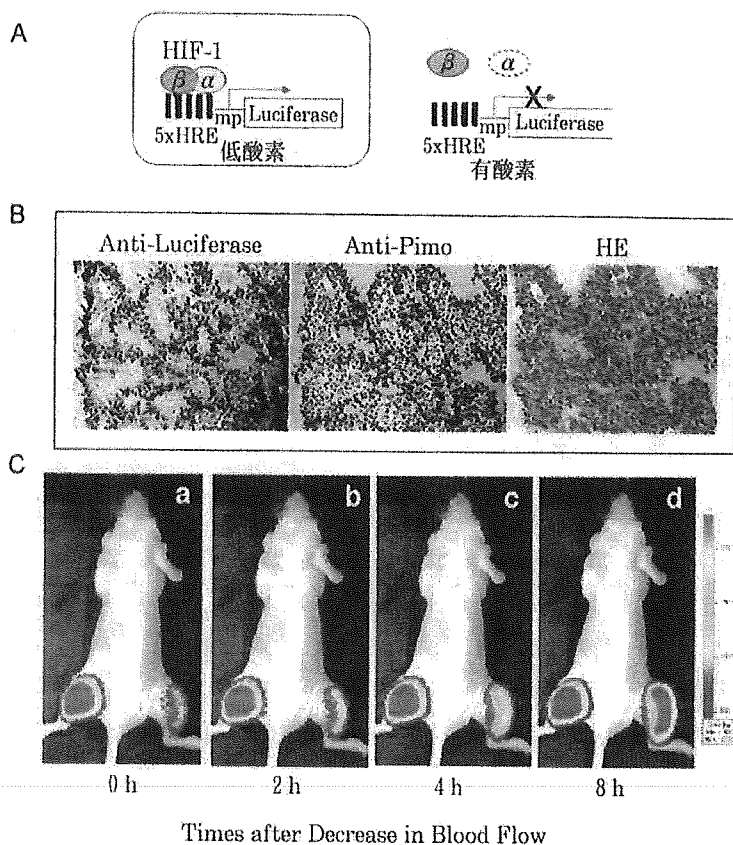 A
HIF-1
β α
mp
Luciferase
5xHRE
低酸素
β α
X
mp
Luciferase
5xHRE
有酸素
B
Anti-Luciferase Anti-Pimo HE
C
a b c d
0 h 2 h 4 h 8 h
Times after Decrease in Blood Flow